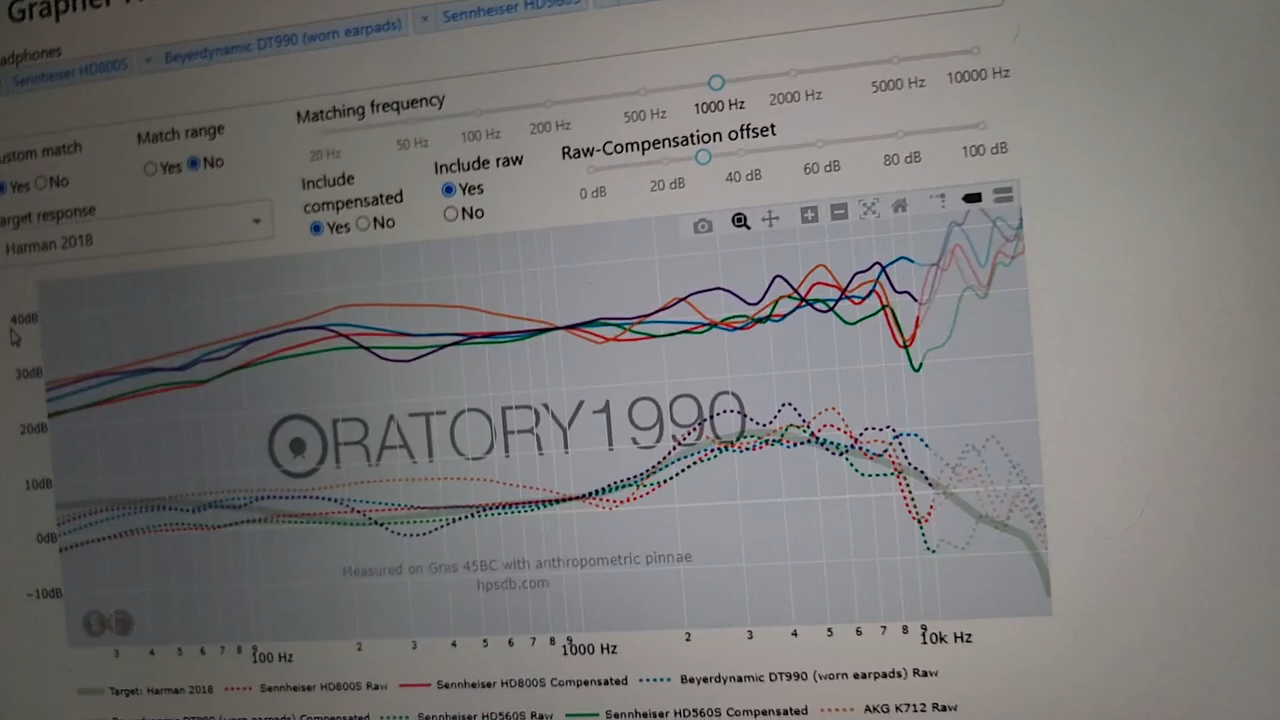 Grapher
adphones
Sennheiser HD800S × Beyerdynamic DT990 (worn earpads) × Sennheiser HD560S
Matching frequency
20 Hz 50 Hz 100 Hz 200 Hz 500 Hz 1000 Hz 2000 Hz 5000 Hz 10000 Hz
ustom match Match range
Yes No Yes No
Include compensated
Yes No
Include raw
Yes
No
Raw-Compensation offset
0 dB 20 dB 40 dB 60 dB 80 dB 100 dB
arget response
Harman 2018
40dB
30dB
20dB
10dB
0dB
−10dB
ORATORY1990
Measured on Gras 45BC with anthropometric pinnae
hpsdb.com
3 4 5 6 7 8 9 100 Hz 2 3 4 5 6 7 8 9 1000 Hz 2 3 4 5 6 7 8 9 10k Hz
Target: Harman 2018 Sennheiser HD800S Raw Sennheiser HD800S Compensated Beyerdynamic DT990 (worn earpads) Raw
Beyerdynamic DT990 (worn earpads) Compensated Sennheiser HD560S Raw Sennheiser HD560S Compensated AKG K712 Raw